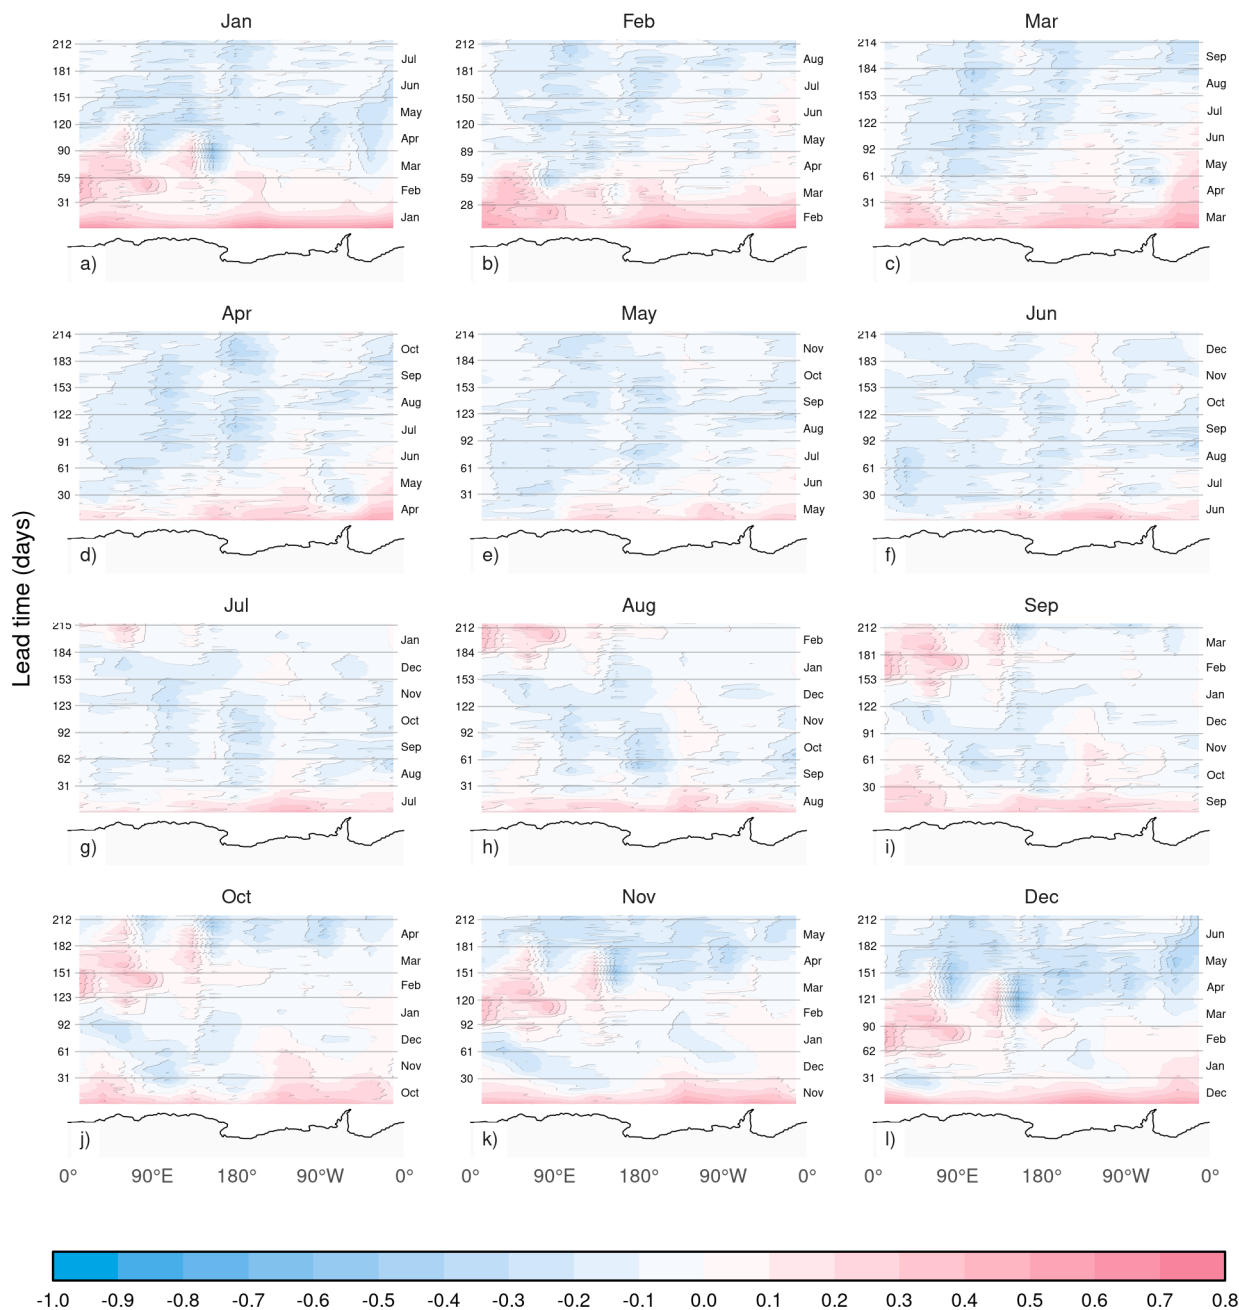 Jan Feb Mar
212 Jul 212 Aug 214 Sep
181 Jun 181 Jul 184 Aug
151 May 150 Jun 153 Jul
120 Apr 120 May 122 Jun
90 Mar 89 Apr 92 May
59 Feb 59 Mar 61 Apr
31 Jan 28 Feb 31 Mar
a) b) c)
Apr May Jun
214 Oct 214 Nov 214 Dec
183 Sep 184 Oct 184 Nov
153 Aug 153 Sep 153 Oct
122 Jul 123 Aug 122 Sep
91 Jun 92 Jul 92 Aug
61 May 61 Jun 61 Jul
30 Apr 31 May 30 Jun
d) e) f)
Lead time (days)
Jul Aug Sep
215 Jan 212 Feb 212 Mar
184 Dec 184 Jan 181 Feb
153 Nov 153 Dec 153 Jan
123 Oct 122 Nov 122 Dec
92 Sep 92 Oct 91 Nov
62 Aug 61 Sep 61 Oct
31 Jul 31 Aug 30 Sep
g) h) i)
Oct Nov Dec
212 Apr 212 May 212 Jun
182 Mar 181 Apr 182 May
151 Feb 151 Mar 151 Apr
123 Jan 120 Feb 121 Mar
92 Dec 92 Jan 90 Feb
61 Nov 61 Dec 62 Jan
31 Oct 30 Nov 31 Dec
j) k) l)
0° 90°E 180° 90°W 0° 0° 90°E 180° 90°W 0° 0° 90°E 180° 90°W 0°
-1.0 -0.9 -0.8 -0.7 -0.6 -0.5 -0.4 -0.3 -0.2 -0.1 0.0 0.1 0.2 0.3 0.4 0.5 0.6 0.7 0.8